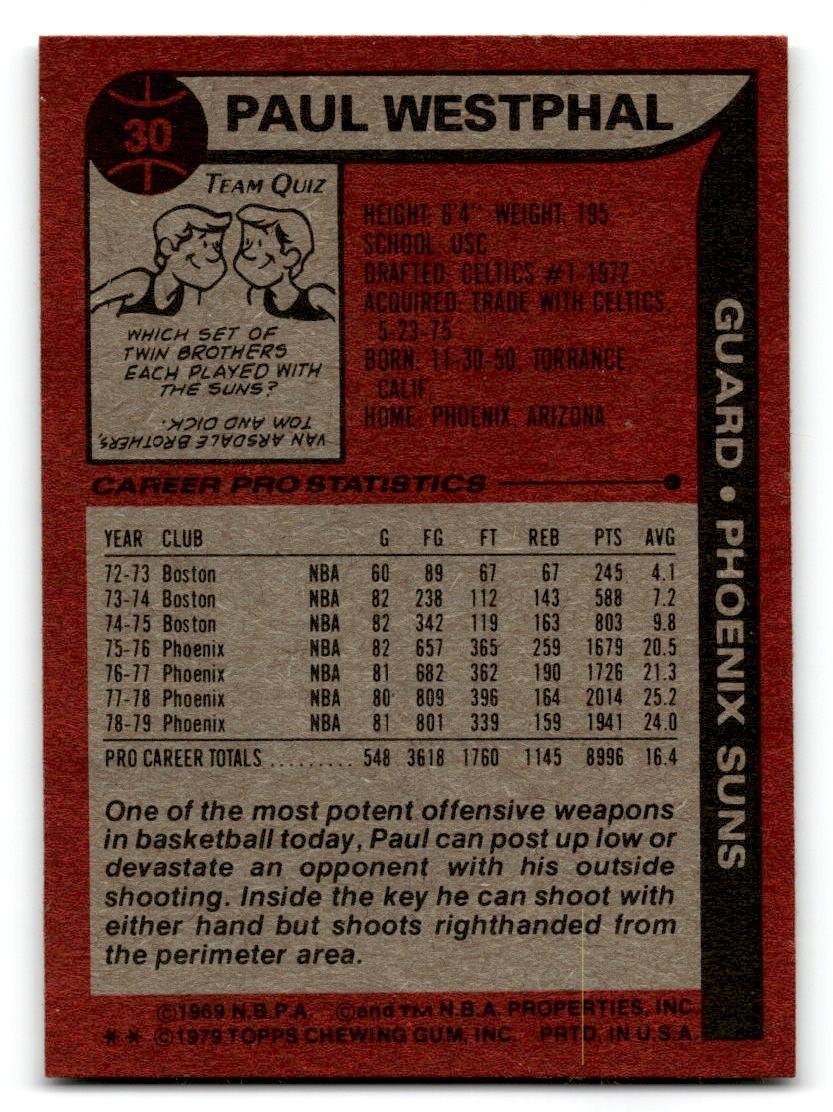 30
PAUL WESTPHAL
TEAM QUIZ
WHICH SET OF
TWIN BROTHERS
EACH PLAYED WITH
THE SUNS?
VAN ARSDALE BROTHERS,
TOM AND DICK.
HEIGHT: 6'4" WEIGHT: 195
SCHOOL: USC
DRAFTED: CELTICS #1-1972
ACQUIRED: TRADE WITH CELTICS,
5-23-75
BORN: 11-30-50, TORRANCE,
CALIF.
HOME: PHOENIX, ARIZONA
GUARD • PHOENIX SUNS
CAREER PRO STATISTICS
YEAR CLUB G FG FT REB PTS AVG
72-73 Boston NBA 60 89 67 67 245 4.1
73-74 Boston NBA 82 238 112 143 588 7.2
74-75 Boston NBA 82 342 119 163 803 9.8
75-76 Phoenix NBA 82 657 365 259 1679 20.5
76-77 Phoenix NBA 81 682 362 190 1726 21.3
77-78 Phoenix NBA 80 809 396 164 2014 25.2
78-79 Phoenix NBA 81 801 339 159 1941 24.0
PRO CAREER TOTALS ......... 548 3618 1760 1145 8996 16.4
One of the most potent offensive weapons
in basketball today, Paul can post up low or
devastate an opponent with his outside
shooting. Inside the key he can shoot with
either hand but shoots righthanded from
the perimeter area.
©1969 N.B.P.A. ©and TM N.B.A. PROPERTIES, INC.
** ©1979 TOPPS CHEWING GUM, INC. PRTD. IN U.S.A.